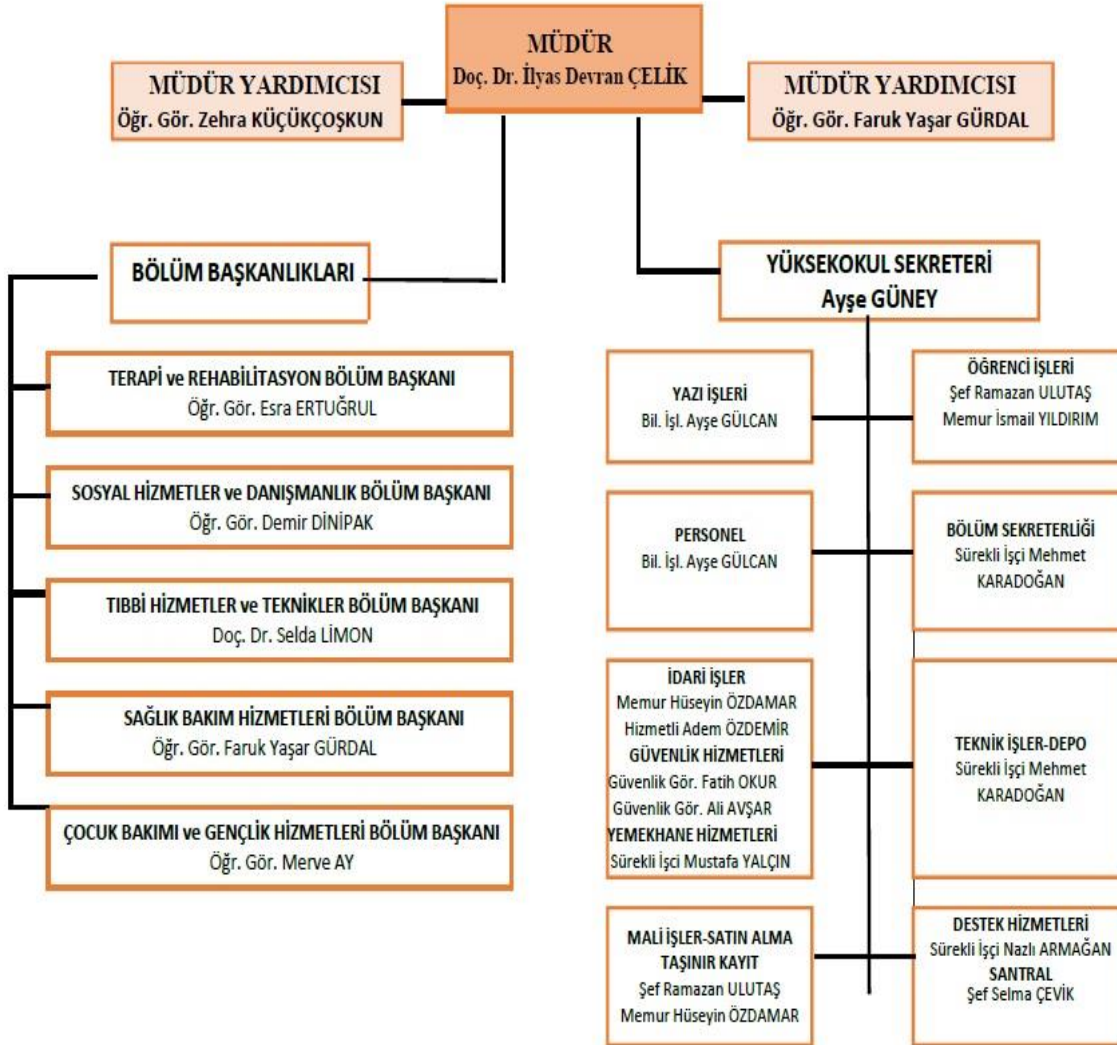 MÜDÜR
Doç. Dr. İlyas Devran ÇELİK
MÜDÜR YARDIMCISI
Öğr. Gör. Zehra KÜÇÜKÇOŞKUN
MÜDÜR YARDIMCISI
Öğr. Gör. Faruk Yaşar GÜRDAL
BÖLÜM BAŞKANLIKLARI
TERAPİ ve REHABİLİTASYON BÖLÜM BAŞKANI
Öğr. Gör. Esra ERTUĞRUL
SOSYAL HİZMETLER ve DANIŞMANLIK BÖLÜM BAŞKANI
Öğr. Gör. Demir DİNİPAK
TIBBİ HİZMETLER ve TEKNİKLER BÖLÜM BAŞKANI
Doç. Dr. Selda LİMON
SAĞLIK BAKIM HİZMETLERİ BÖLÜM BAŞKANI
Öğr. Gör. Faruk Yaşar GÜRDAL
ÇOCUK BAKIMI ve GENÇLİK HİZMETLERİ BÖLÜM BAŞKANI
Öğr. Gör. Merve AY
YÜKSEKOKUL SEKRETERİ
Ayşe GÜNEY
YAZI İŞLERİ
Bil. İşl. Ayşe GÜLCAN
ÖĞRENCİ İŞLERİ
Şef Ramazan ULUTAŞ
Memur İsmail YILDIRIM
PERSONEL
Bil. İşl. Ayşe GÜLCAN
BÖLÜM SEKRETERLİĞİ
Sürekli İşçi Mehmet
KARADOĞAN
İDARİ İŞLER
Memur Hüseyin ÖZDAMAR
Hizmetli Adem ÖZDEMİR
GÜVENLİK HİZMETLERİ
Güvenlik Gör. Fatih OKUR
Güvenlik Gör. Ali AVŞAR
YEMEKHANE HİZMETLERİ
Sürekli İşci Mustafa YALÇIN
TEKNİK İŞLER-DEPO
Sürekli İşçi Mehmet
KARADOĞAN
MALİ İŞLER-SATIN ALMA
TAŞINIR KAYIT
Şef Ramazan ULUTAŞ
Memur Hüseyin ÖZDAMAR
DESTEK HİZMETLERİ
Sürekli İşçi Nazlı ARMAĞAN
SANTRAL
Şef Selma ÇEVİK